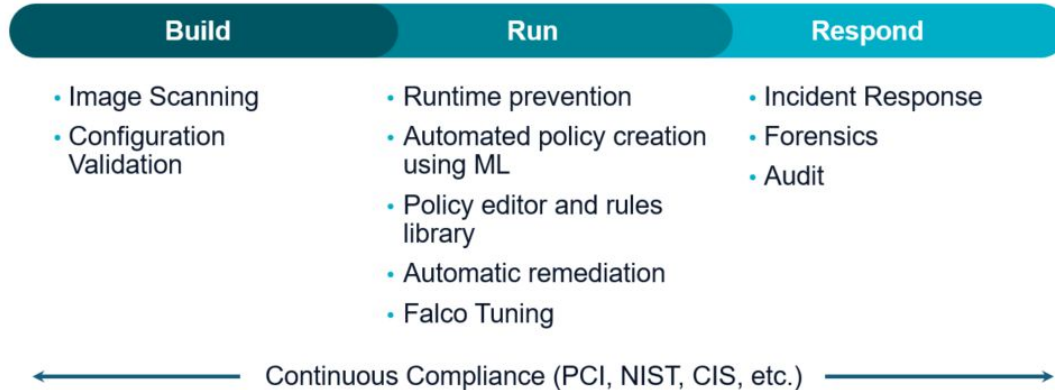 Build
Run
Respond
• Image Scanning
• Configuration
Validation
• Runtime prevention
• Automated policy creation
using ML
• Policy editor and rules
library
• Automatic remediation
• Falco Tuning
• Incident Response
• Forensics
• Audit
Continuous Compliance (PCI, NIST, CIS, etc.)